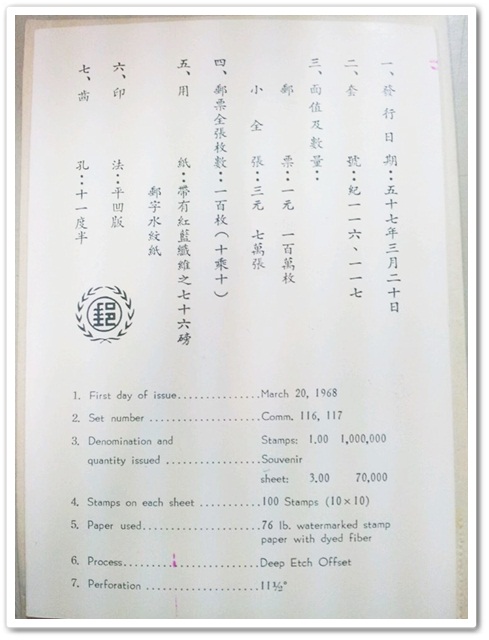 一、發行日期：五十七年三月二十日
二、套號：紀一一六、一一七
三、面值及數量：
郵票：一元 一百萬枚
小全張：三元 七萬張
四、郵票全張枚數：一百枚（十乘十）
五、用紙：帶有紅藍纖維之七十六磅
郵字水紋紙
六、印法：平凹版
七、齒孔：十一度半
郵
1. First day of issue..............March 20, 1968
2. Set number ..................Comm. 116, 117
3. Denomination and Stamps: 1.00 1,000,000
quantity issued ................Souvenir
sheet: 3.00 70,000
4. Stamps on each sheet ..........100 Stamps (10×10)
5. Paper used....................76 lb. watermarked stamp
paper with dyed fiber
6. Process.......................Deep Etch Offset
7. Perforation ...................11½"